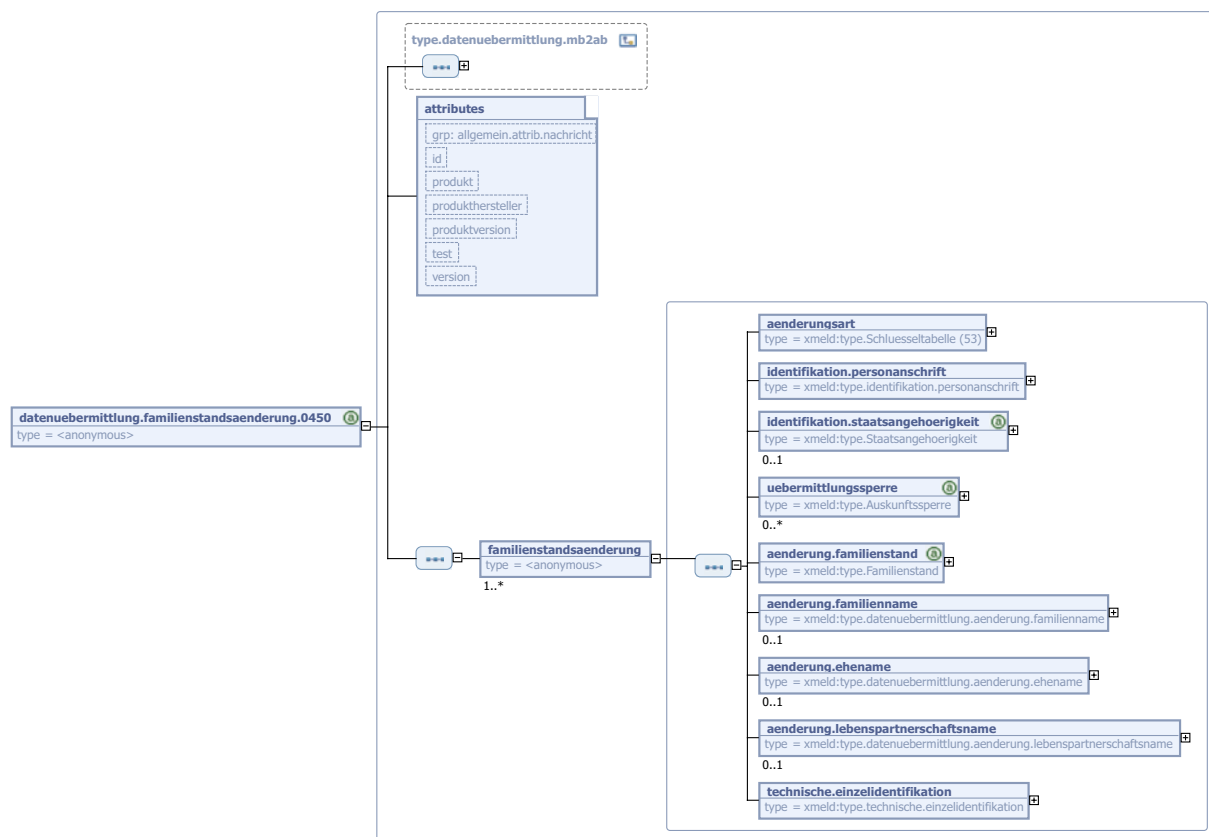 type.datenuebermittlung.mb2ab
attributes
grp: allgemein.attrib.nachricht
id
produkt
produkthersteller
produktversion
test
version
datenuebermittlung.familienstandsaenderung.0450
type = <anonymous>
familienstandsaenderung
type = <anonymous>
1..*
aenderungsart
type = xmeld:type.Schluesseltabelle (53)
identifikation.personanschrift
type = xmeld:type.identifikation.personanschrift
identifikation.staatsangehoerigkeit
type = xmeld:type.Staatsangehoerigkeit
0..1
uebermittlungssperre
type = xmeld:type.Auskunftssperre
0..*
aenderung.familienstand
type = xmeld:type.Familienstand
aenderung.familienname
type = xmeld:type.datenuebermittlung.aenderung.familienname
0..1
aenderung.ehename
type = xmeld:type.datenuebermittlung.aenderung.ehename
0..1
aenderung.lebenspartnerschaftsname
type = xmeld:type.datenuebermittlung.aenderung.lebenspartnerschaftsname
0..1
technische.einzelidentifikation
type = xmeld:type.technische.einzelidentifikation